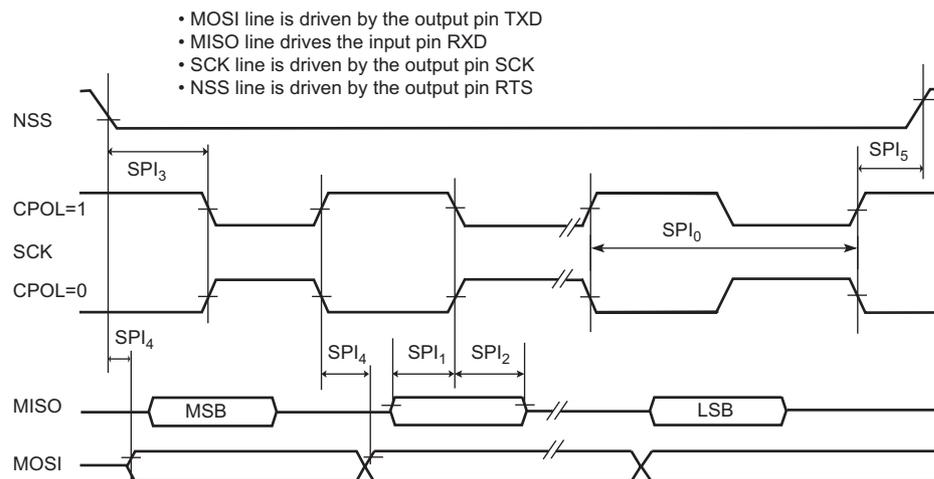 • MOSI line is driven by the output pin TXD
• MISO line drives the input pin RXD
• SCK line is driven by the output pin SCK
• NSS line is driven by the output pin RTS
NSS
SPI3
SPI5
CPOL=1
SCK
SPI0
CPOL=0
SPI4
SPI4
SPI1
SPI2
MISO
MSB
LSB
MOSI